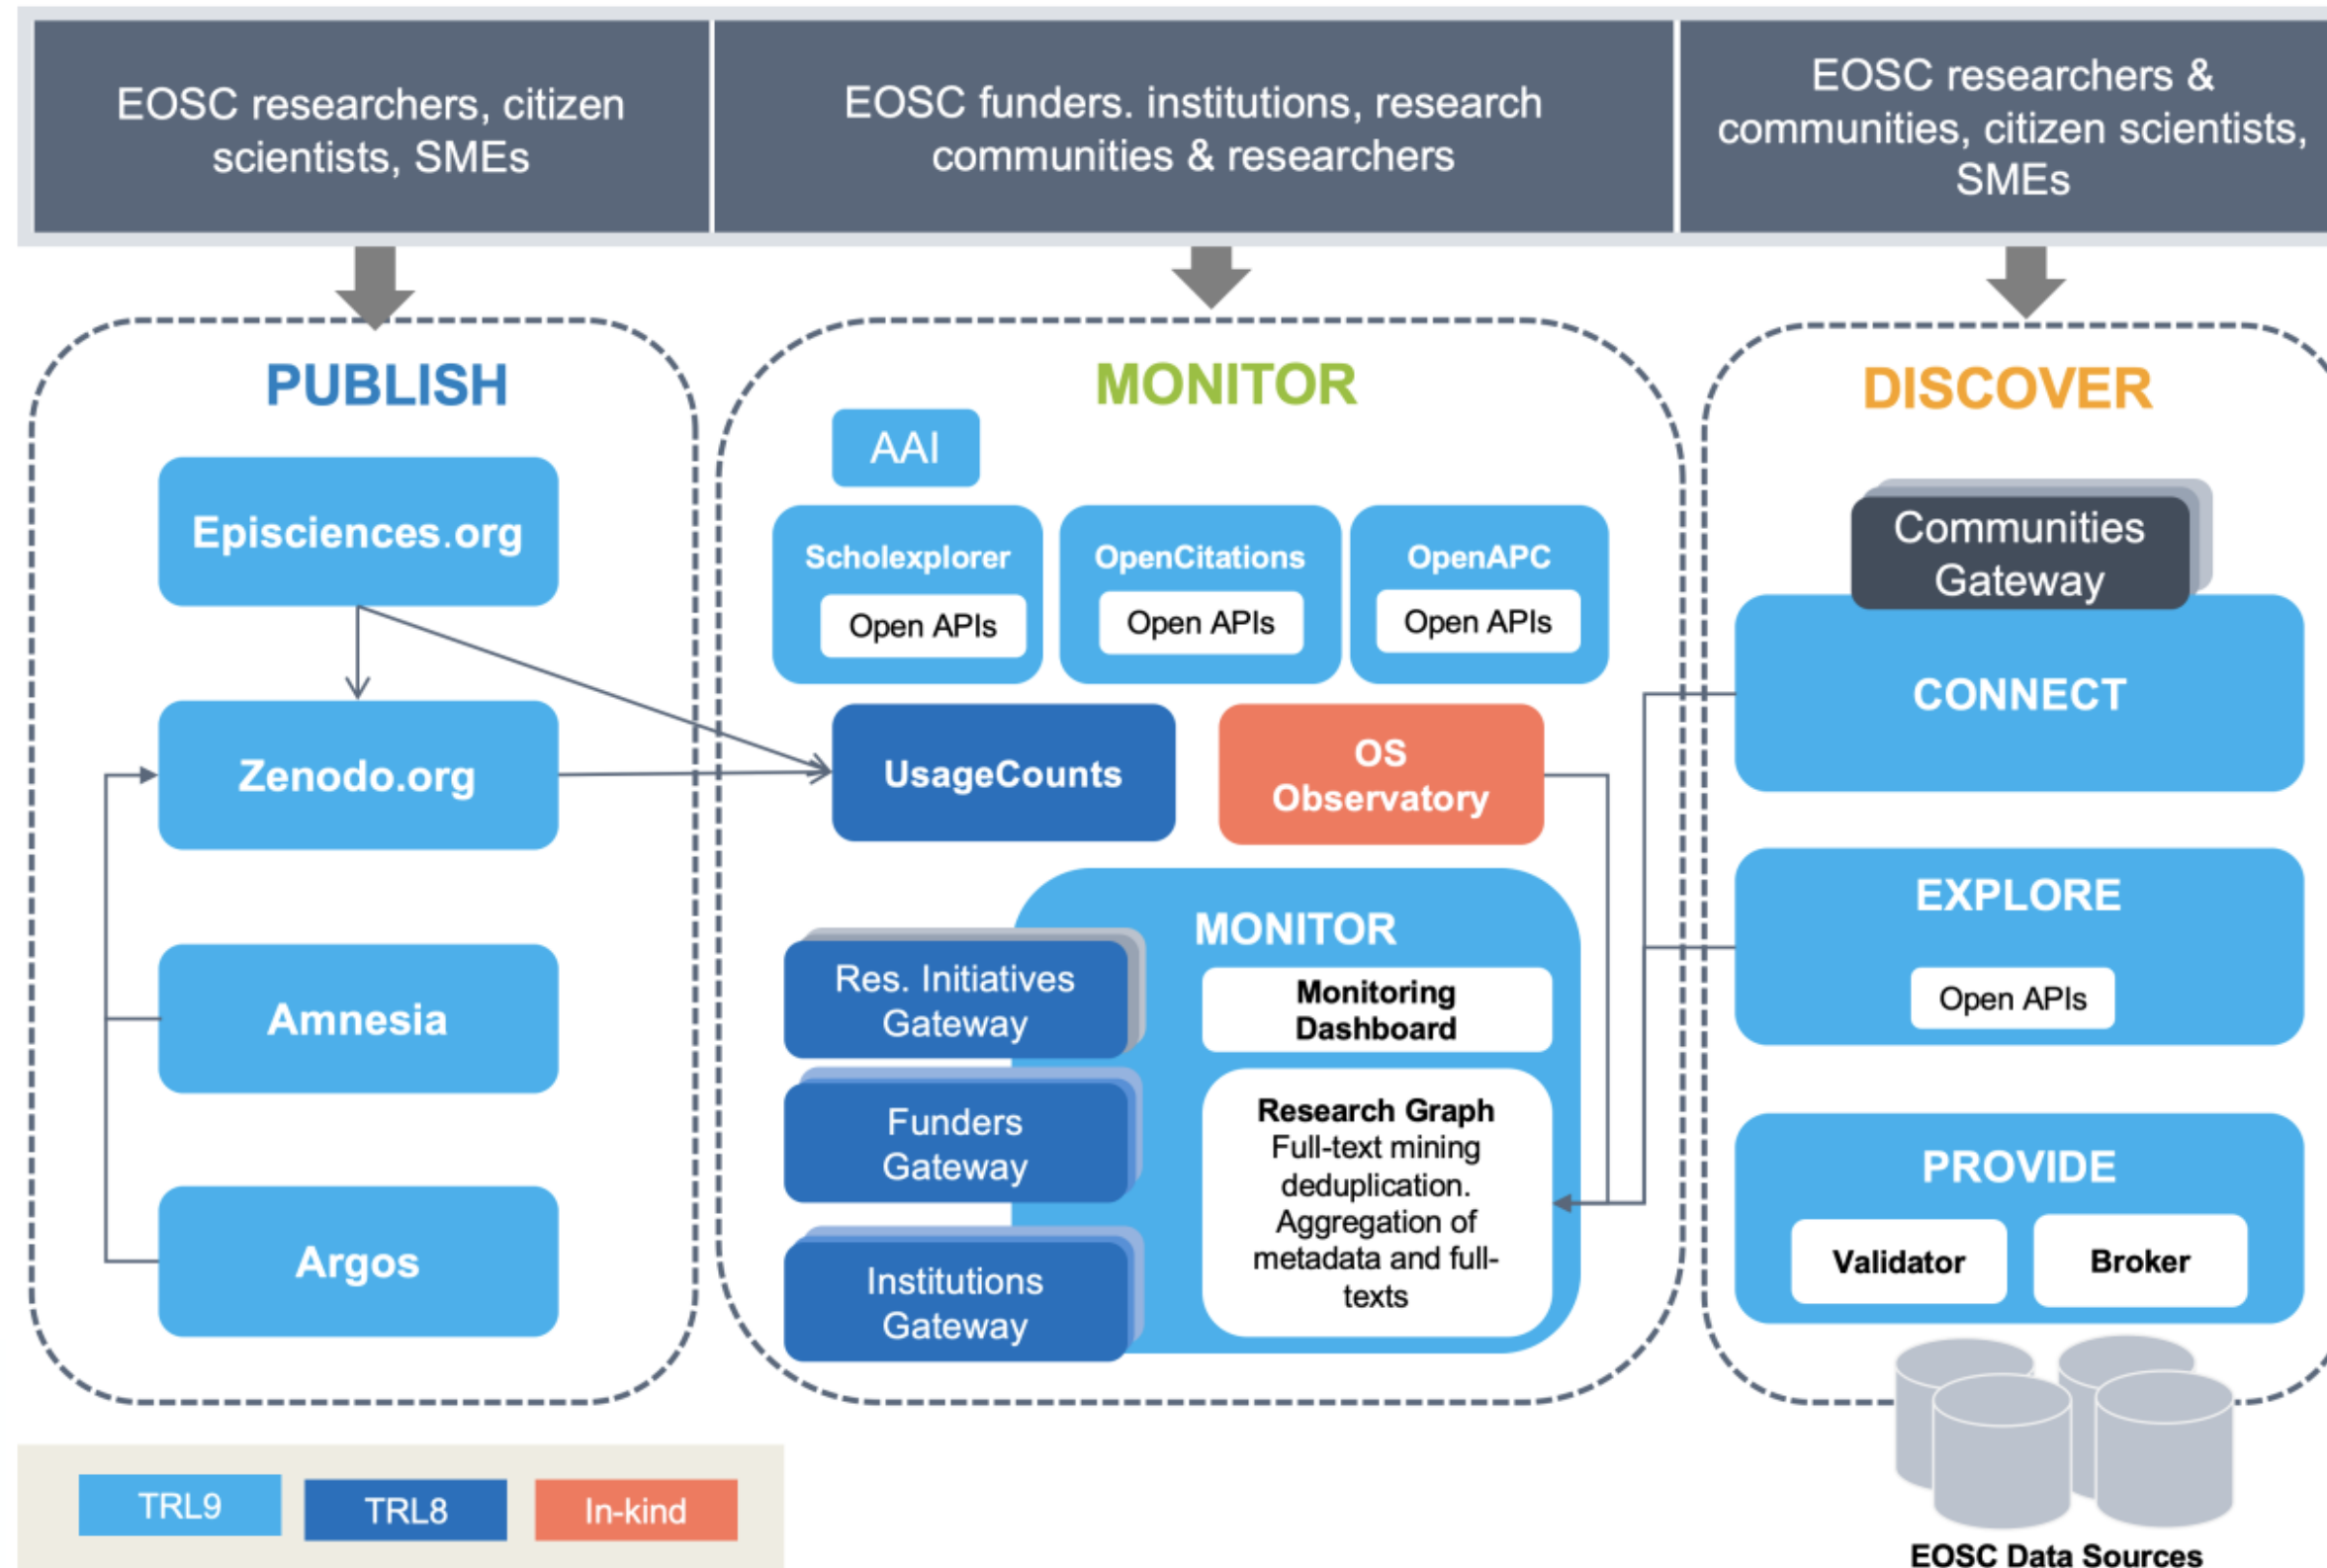 EOSC researchers, citizen
scientists, SMEs
EOSC funders. institutions, research
communities & researchers
EOSC researchers &
communities, citizen scientists,
SMEs
PUBLISH
Episciences.org
Zenodo.org
Amnesia
Argos
MONITOR
AAI
Scholexplorer
Open APIs
OpenCitations
Open APIs
OpenAPC
Open APIs
UsageCounts
OS
Observatory
MONITOR
Res. Initiatives
Gateway
Funders
Gateway
Institutions
Gateway
Monitoring
Dashboard
Research Graph
Full-text mining
deduplication.
Aggregation of
metadata and full-
texts
DISCOVER
Communities
Gateway
CONNECT
EXPLORE
Open APIs
PROVIDE
Validator
Broker
EOSC Data Sources
TRL9
TRL8
In-kind